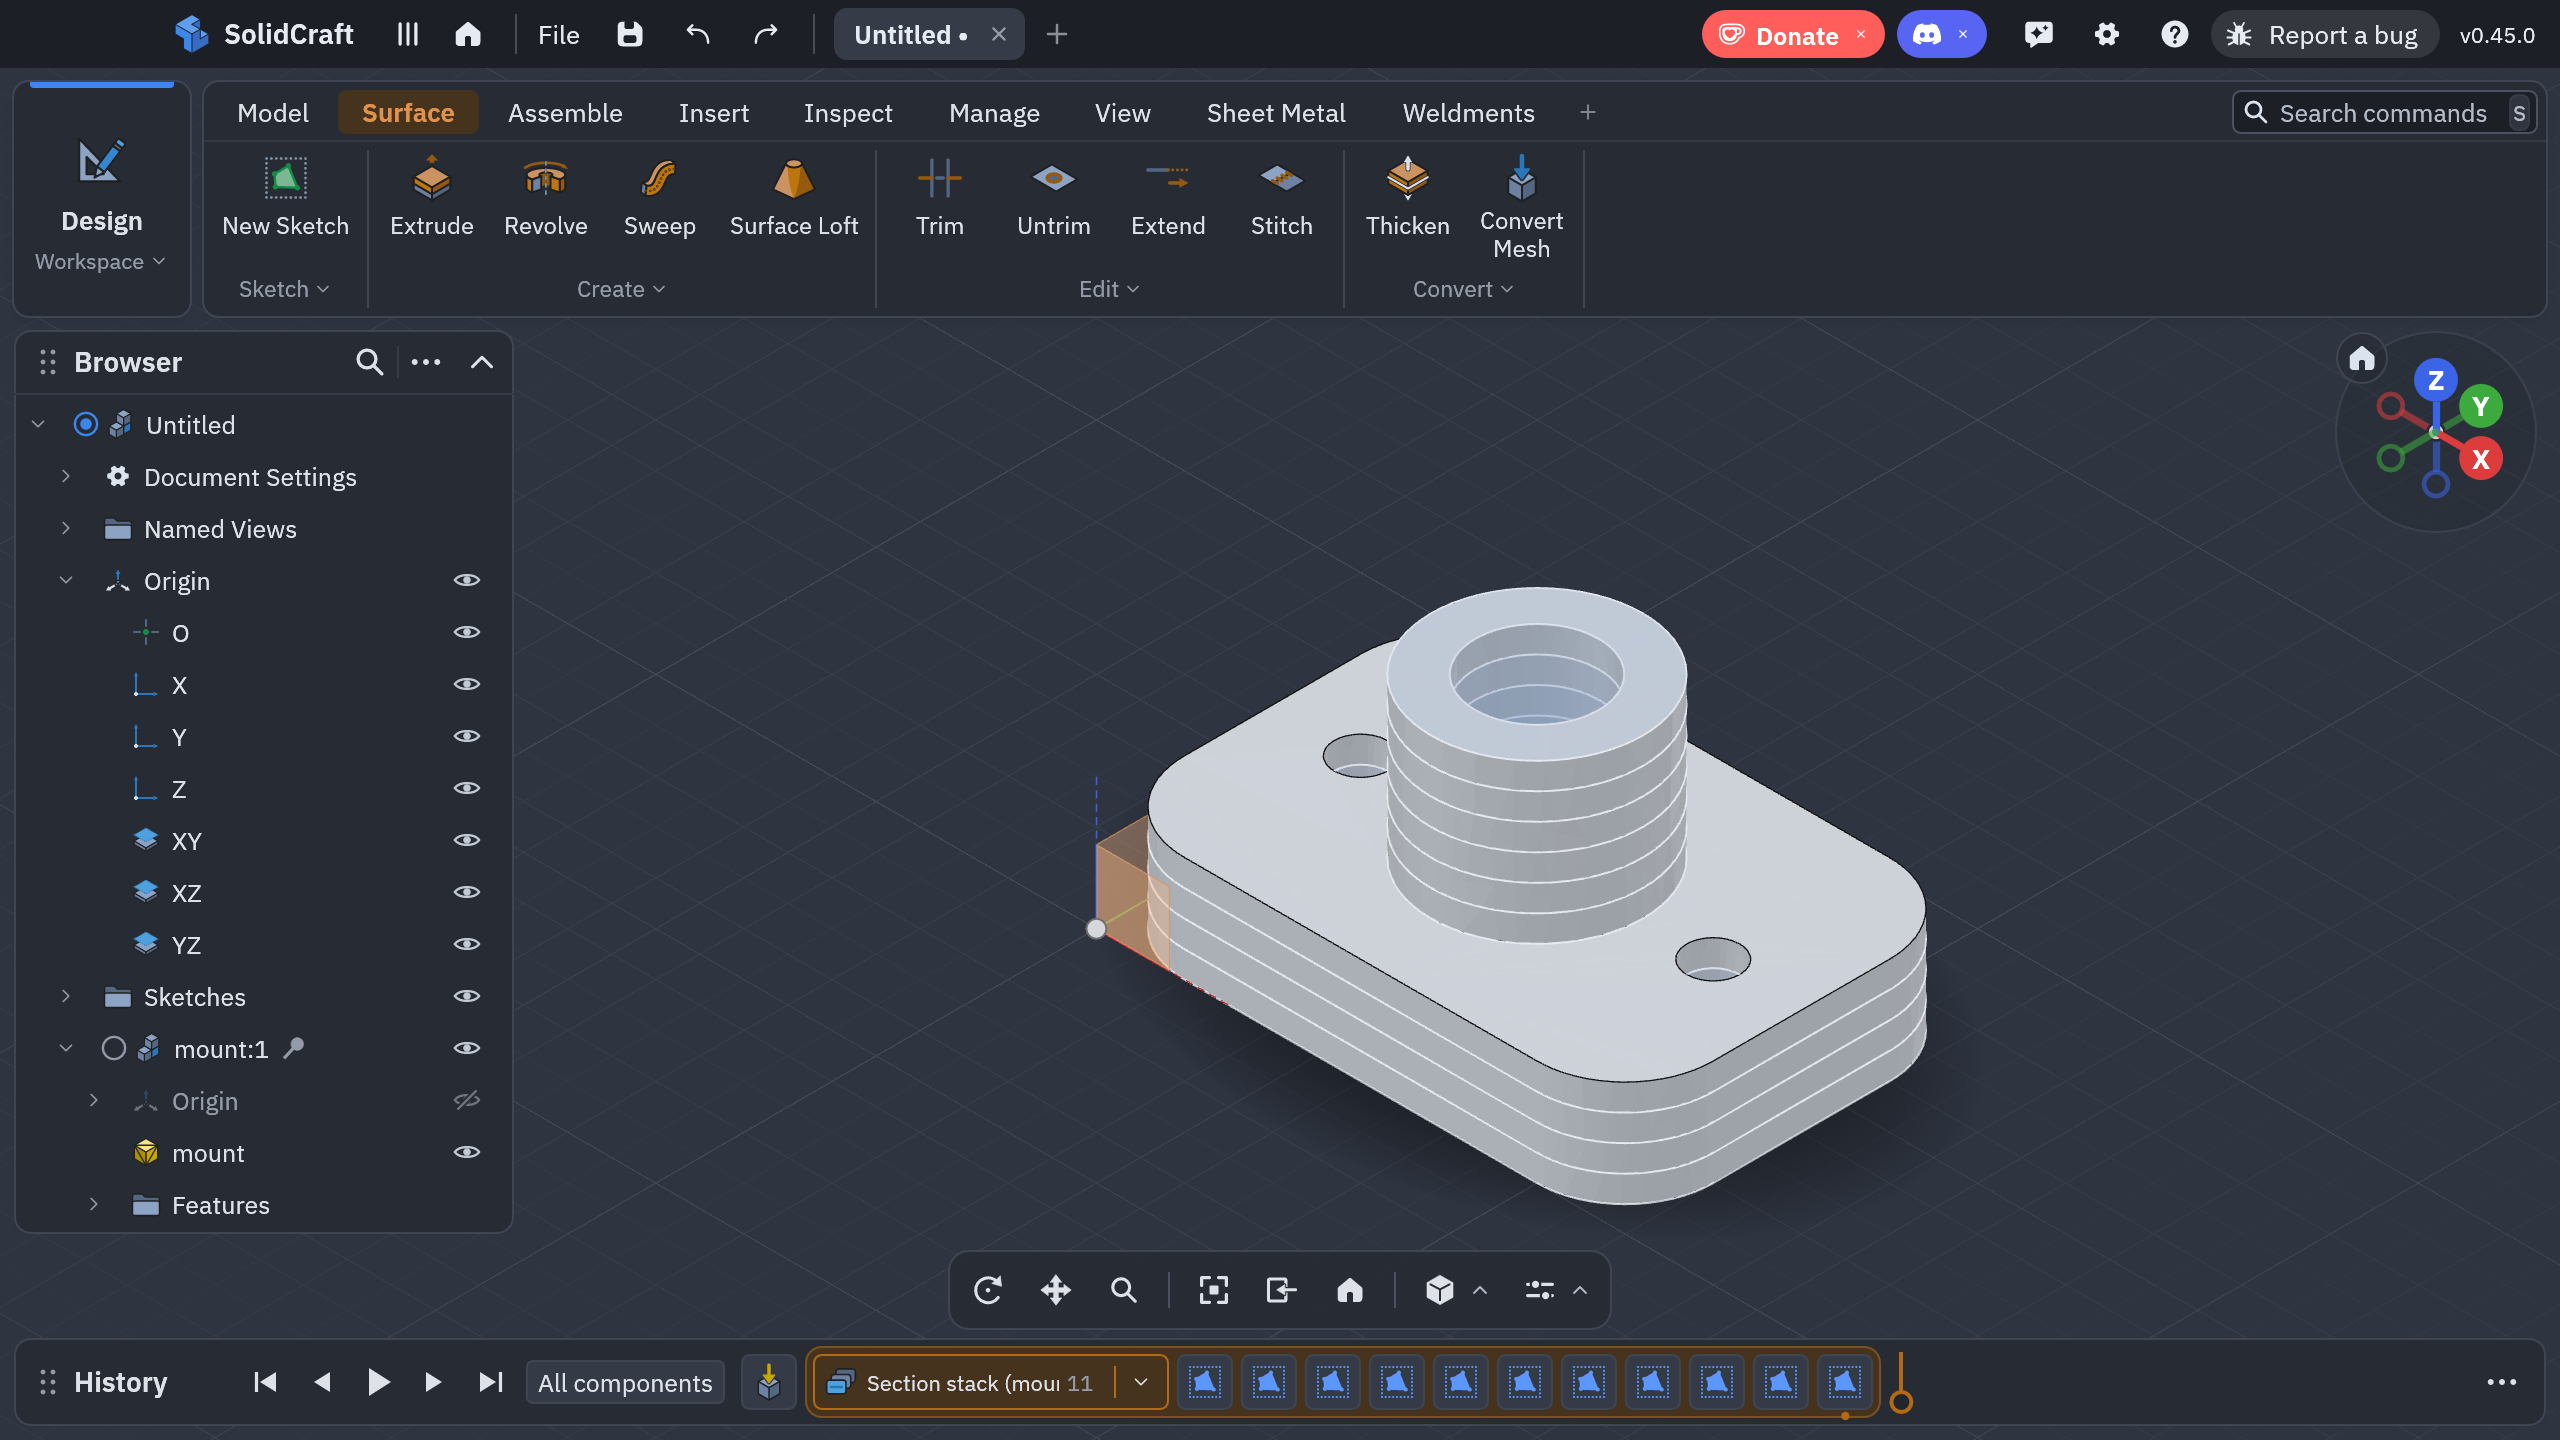 SolidCraft
File
Untitled •
Donate
Report a bug
v0.45.0
Design
Workspace
Model
Surface
Assemble
Insert
Inspect
Manage
View
Sheet Metal
Weldments
Search commands
S
New Sketch
Extrude
Revolve
Sweep
Surface Loft
Trim
Untrim
Extend
Stitch
Thicken
Convert
Mesh
Sketch
Create
Edit
Convert
Browser
Untitled
Document Settings
Named Views
Origin
O
X
Y
Z
XY
XZ
YZ
Sketches
mount:1
Origin
mount
Features
Z
Y
X
History
All components
Section stack (mour 11